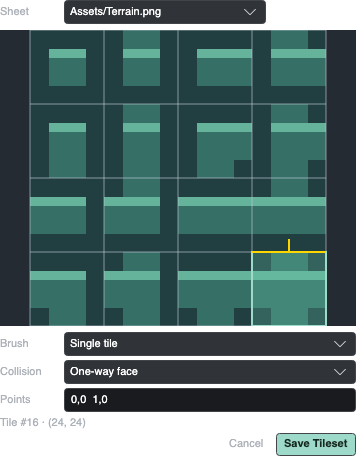 Sheet Assets/Terrain.png
Brush Single tile
Collision One-way face
Points 0,0 1,0
Tile #16 · (24, 24)
Cancel Save Tileset